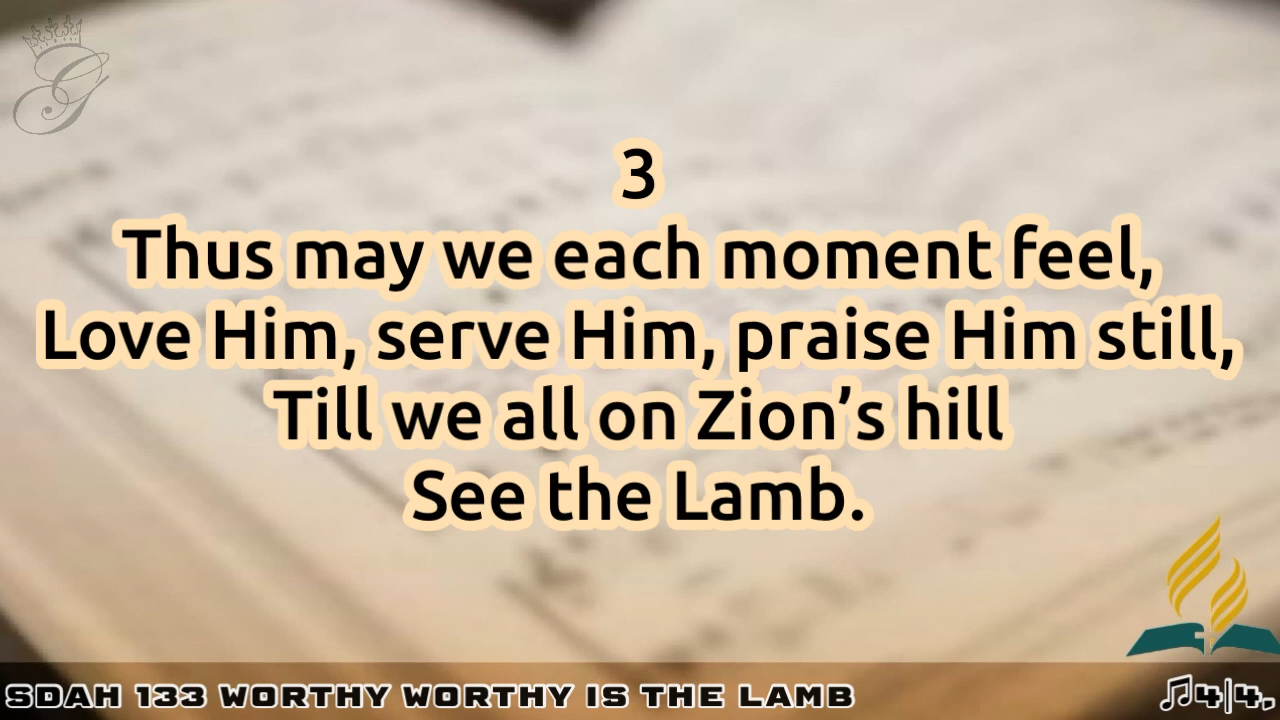 G
3
Thus may we each moment feel,
Love Him, serve Him, praise Him still,
Till we all on Zion’s hill
See the Lamb.
SDAH 133 WORTHY WORTHY IS THE LAMB
♫4|4.